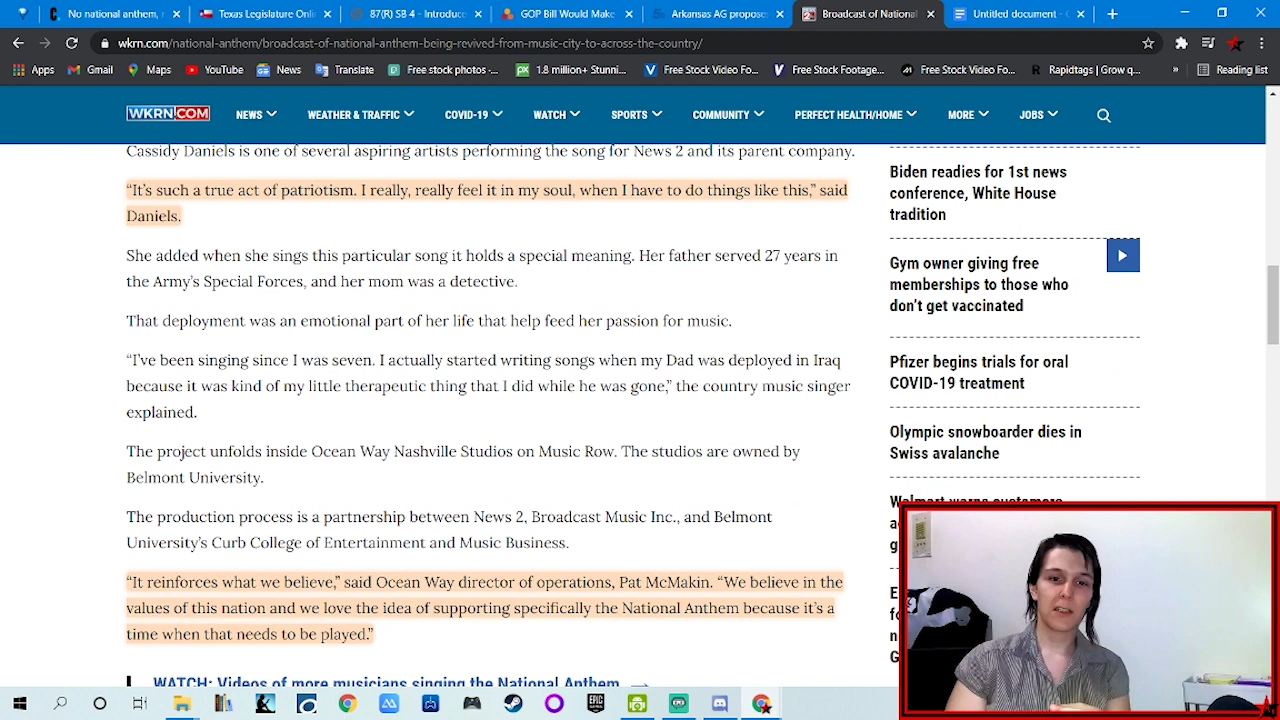 No national anthem,
Texas Legislature Onli
87(R) SB 4 - Introduce
GOP Bill Would Make
Arkansas AG propose
Broadcast of National
Untitled document -
wkrn.com/national-anthem/broadcast-of-national-anthem-being-revived-from-music-city-to-across-the-country/
Apps
Gmail
Maps
YouTube
News
Translate
Free stock photos -...
1.8 million+ Stunni...
Free Stock Video Fo...
Free Stock Footage...
Free Stock Video Fo...
Rapidtags | Grow q...
»
Reading list
WKRN.COM
NEWS
WEATHER & TRAFFIC
COVID-19
WATCH
SPORTS
COMMUNITY
PERFECT HEALTH/HOME
MORE
JOBS
Cassidy Daniels is one of several aspiring artists performing the song for News 2 and its parent company.
“It’s such a true act of patriotism. I really, really feel it in my soul, when I have to do things like this,” said
Daniels.
She added when she sings this particular song it holds a special meaning. Her father served 27 years in
the Army’s Special Forces, and her mom was a detective.
That deployment was an emotional part of her life that help feed her passion for music.
“I’ve been singing since I was seven. I actually started writing songs when my Dad was deployed in Iraq
because it was kind of my little therapeutic thing that I did while he was gone,” the country music singer
explained.
The project unfolds inside Ocean Way Nashville Studios on Music Row. The studios are owned by
Belmont University.
The production process is a partnership between News 2, Broadcast Music Inc., and Belmont
University’s Curb College of Entertainment and Music Business.
“It reinforces what we believe,” said Ocean Way director of operations, Pat McMakin. “We believe in the
values of this nation and we love the idea of supporting specifically the National Anthem because it’s a
time when that needs to be played.”
WATCH: Videos of more musicians singing the National Anthem
Biden readies for 1st news
conference, White House
tradition
Gym owner giving free
memberships to those who
don’t get vaccinated
Pfizer begins trials for oral
COVID-19 treatment
Olympic snowboarder dies in
Swiss avalanche
Walmart warns customers
EPIC